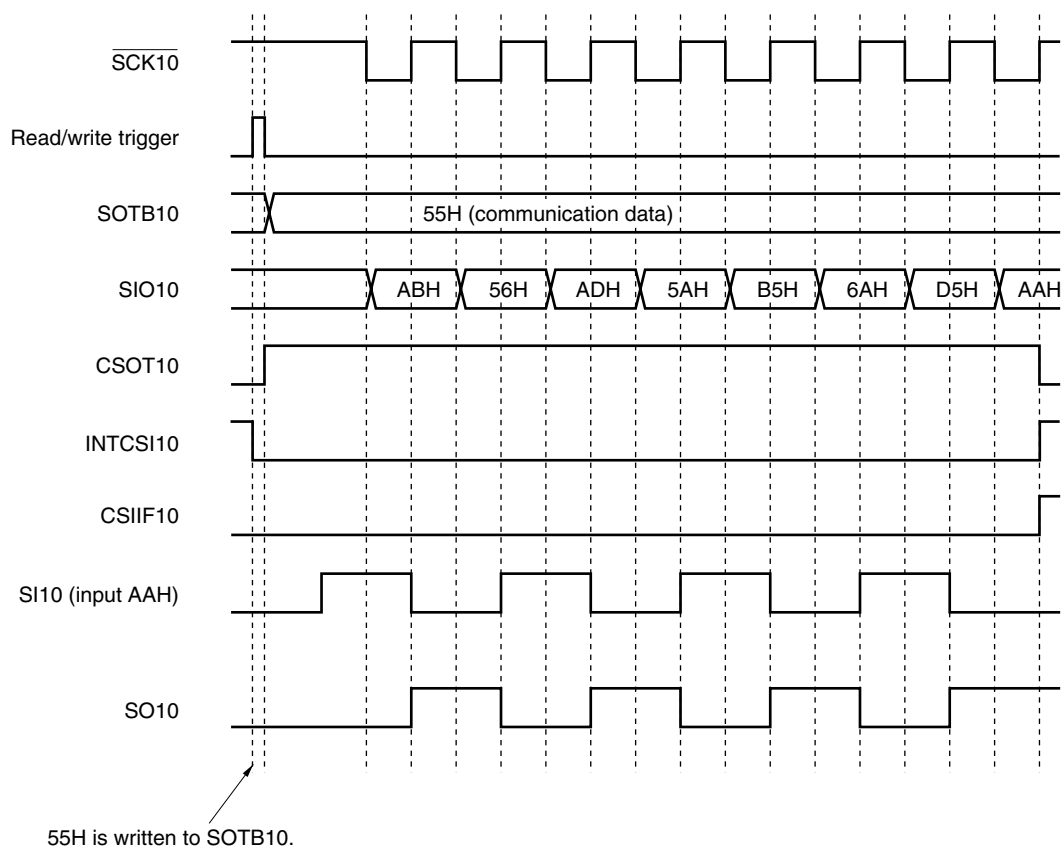 SCK10
Read/write trigger
SOTB10
55H (communication data)
SIO10
ABH 56H ADH 5AH B5H 6AH D5H AAH
CSOT10
INTCSI10
CSIIF10
SI10 (input AAH)
SO10
55H is written to SOTB10.